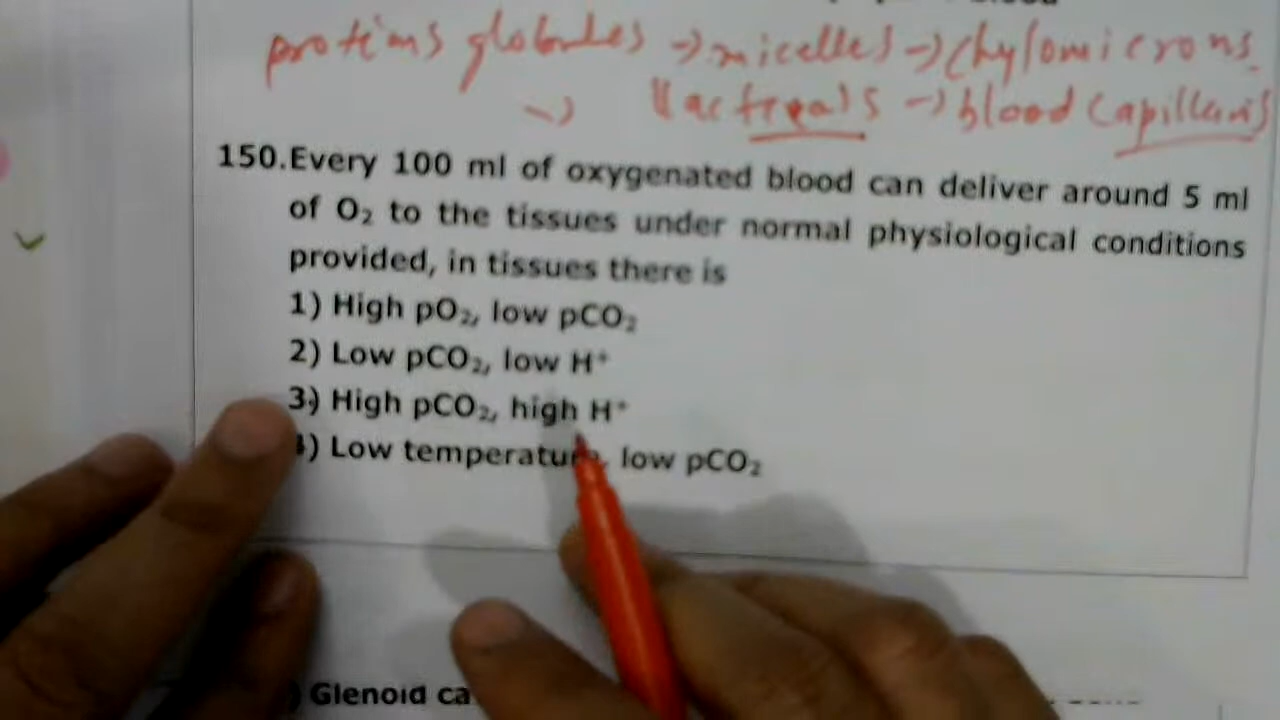 proteins globules → micelles → chylomicrons.
→ lacteals → blood capillaries
150.Every 100 ml of oxygenated blood can deliver around 5 ml
of O₂ to the tissues under normal physiological conditions
provided, in tissues there is
1) High pO₂, low pCO₂
2) Low pCO₂, low H⁺
3) High pCO₂, high H⁺
4) Low temperature, low pCO₂
) Glenoid ca